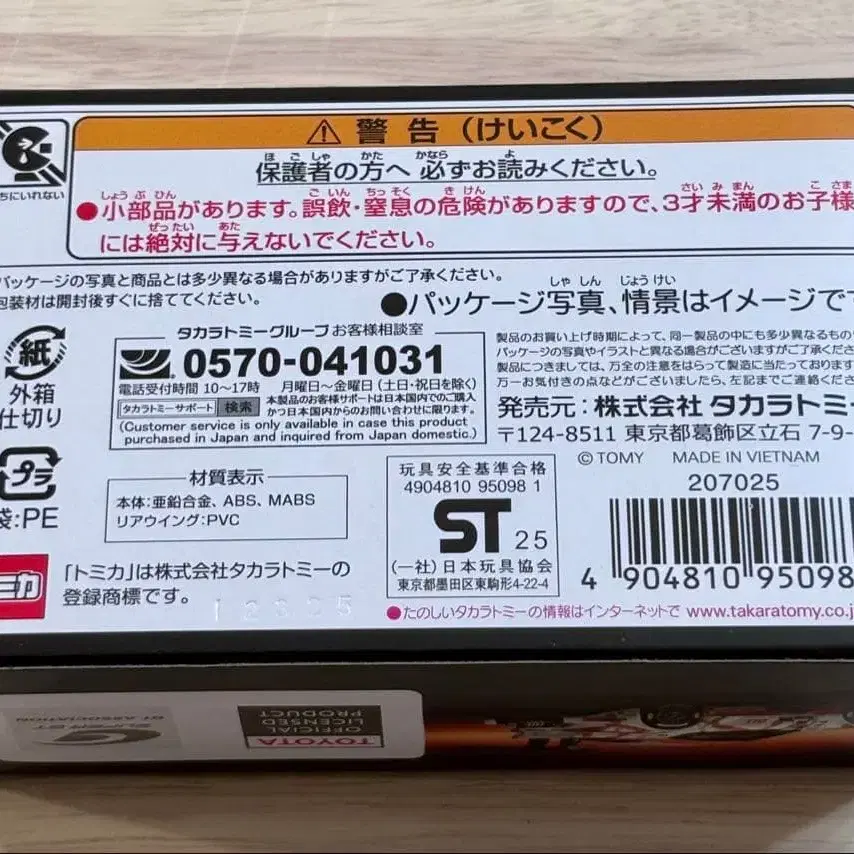 警告（けいこく）
保護者の方へ 必ずお読みください。
●小部品があります。誤飲・窒息の危険がありますので、3才未満のお子様
には絶対に与えないでください。
ちにいれない
パッケージの写真と商品とは多少異なる場合がありますがご了承ください。
包装材は開封後すぐに捨ててください。
●パッケージ写真、情景はイメージで
紙
外箱
仕切り
プラ
袋:PE
タカラトミーグループ お客様相談室
0570-041031
電話受付時間 10〜17時 月曜日〜金曜日（土日・祝日を除く）
タカラトミーサポート 検索 本製品のお客様サポートは日本国内でのご購入
かつ日本国内からのお問い合わせに限ります。
(Customer service is only available in case this product
purchased in Japan and inquired from Japan domestic.)
製品のお買い上げ時期によって、同一製品の中にも多少異なるもの
パッケージの写真やイラストと異なる場合がございますがご了承
製品につきましては、万全の注意をはらって製造に当たっております
万一お気付きの点などがございましたら、左記までご連絡ください
発売元：株式会社 タカラトミー
〒124-8511 東京都葛飾区立石 7-9-
© TOMY MADE IN VIETNAM
207025
材質表示
本体:亜鉛合金、ABS、MABS
リアウイング:PVC
玩具安全基準合格
4904810 95098 1
ST 25
(一社) 日本玩具協会
東京都墨田区東駒形4-22-4
4 904810 95098
ミカ
「トミカ」は株式会社タカラトミーの
登録商標です。
●たのしいタカラトミーの情報はインターネットで www.takaratomy.co.j
SUPER GT
GT ASSOCIATION
TOYOTA
OFFICIAL
LICENSED
PRODUCT